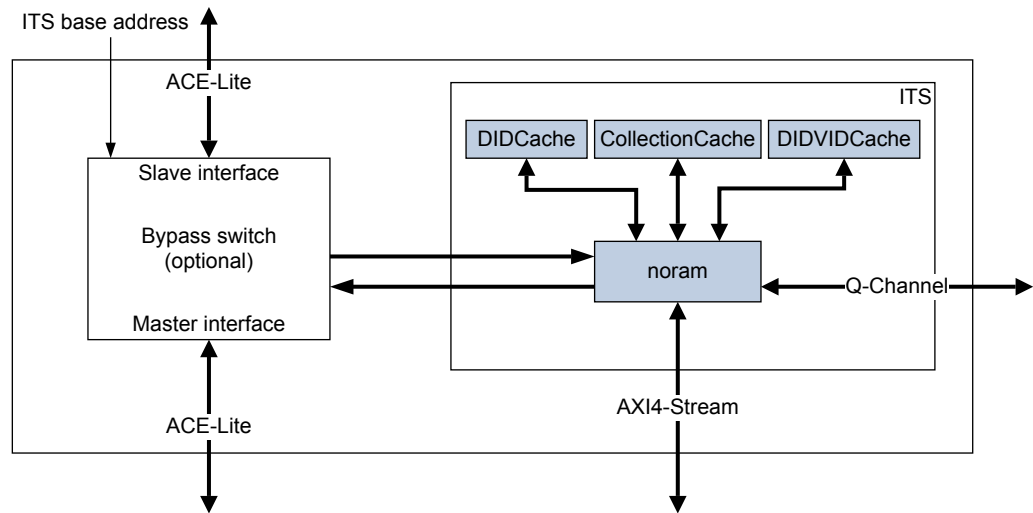 ITS base address
ACE-Lite
ITS
DIDCache
CollectionCache
DIDVIDCache
Slave interface
Bypass switch
(optional)
noram
Q-Channel
Master interface
AXI4-Stream
ACE-Lite